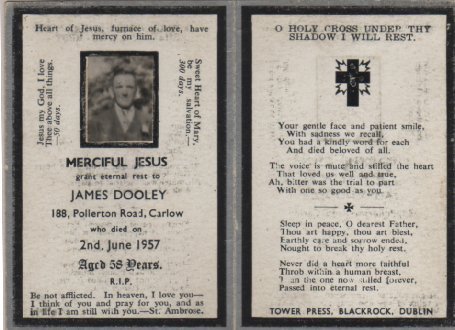 Heart of Jesus, furnace of love, have
mercy on him.
Jesus my God, I love
Thee above all things.
—50 days.
Sweet Heart of Mary,
be my salvation.—
300 days.
MERCIFUL JESUS
grant eternal rest to
JAMES DOOLEY
188, Pollerton Road, Carlow
who died on
2nd. June 1957
Aged 58 Years.
R.I.P.
Be not afflicted. In heaven, I love you—
I think of you and pray for you, and as
in life I am still with you.—St. Ambrose.
O HOLY CROSS UNDER THY
SHADOW I WILL REST.
Your gentle face and patient smile,
With sadness we recall,
You had a kindly word for each
And died beloved of all.
The voice is mute and stilled the heart
That loved us well and true,
Ah, bitter was the trial to part
With one so good as you.
Sleep in peace, O dearest Father,
Thou art happy, thou art blest,
Earthly care and sorrow ended,
Nought to break thy holy rest.
Never did a heart more faithful
Throb within a human breast,
an the one now stilled forever,
Passed into eternal rest.
TOWER PRESS, BLACKROCK, DUBLIN